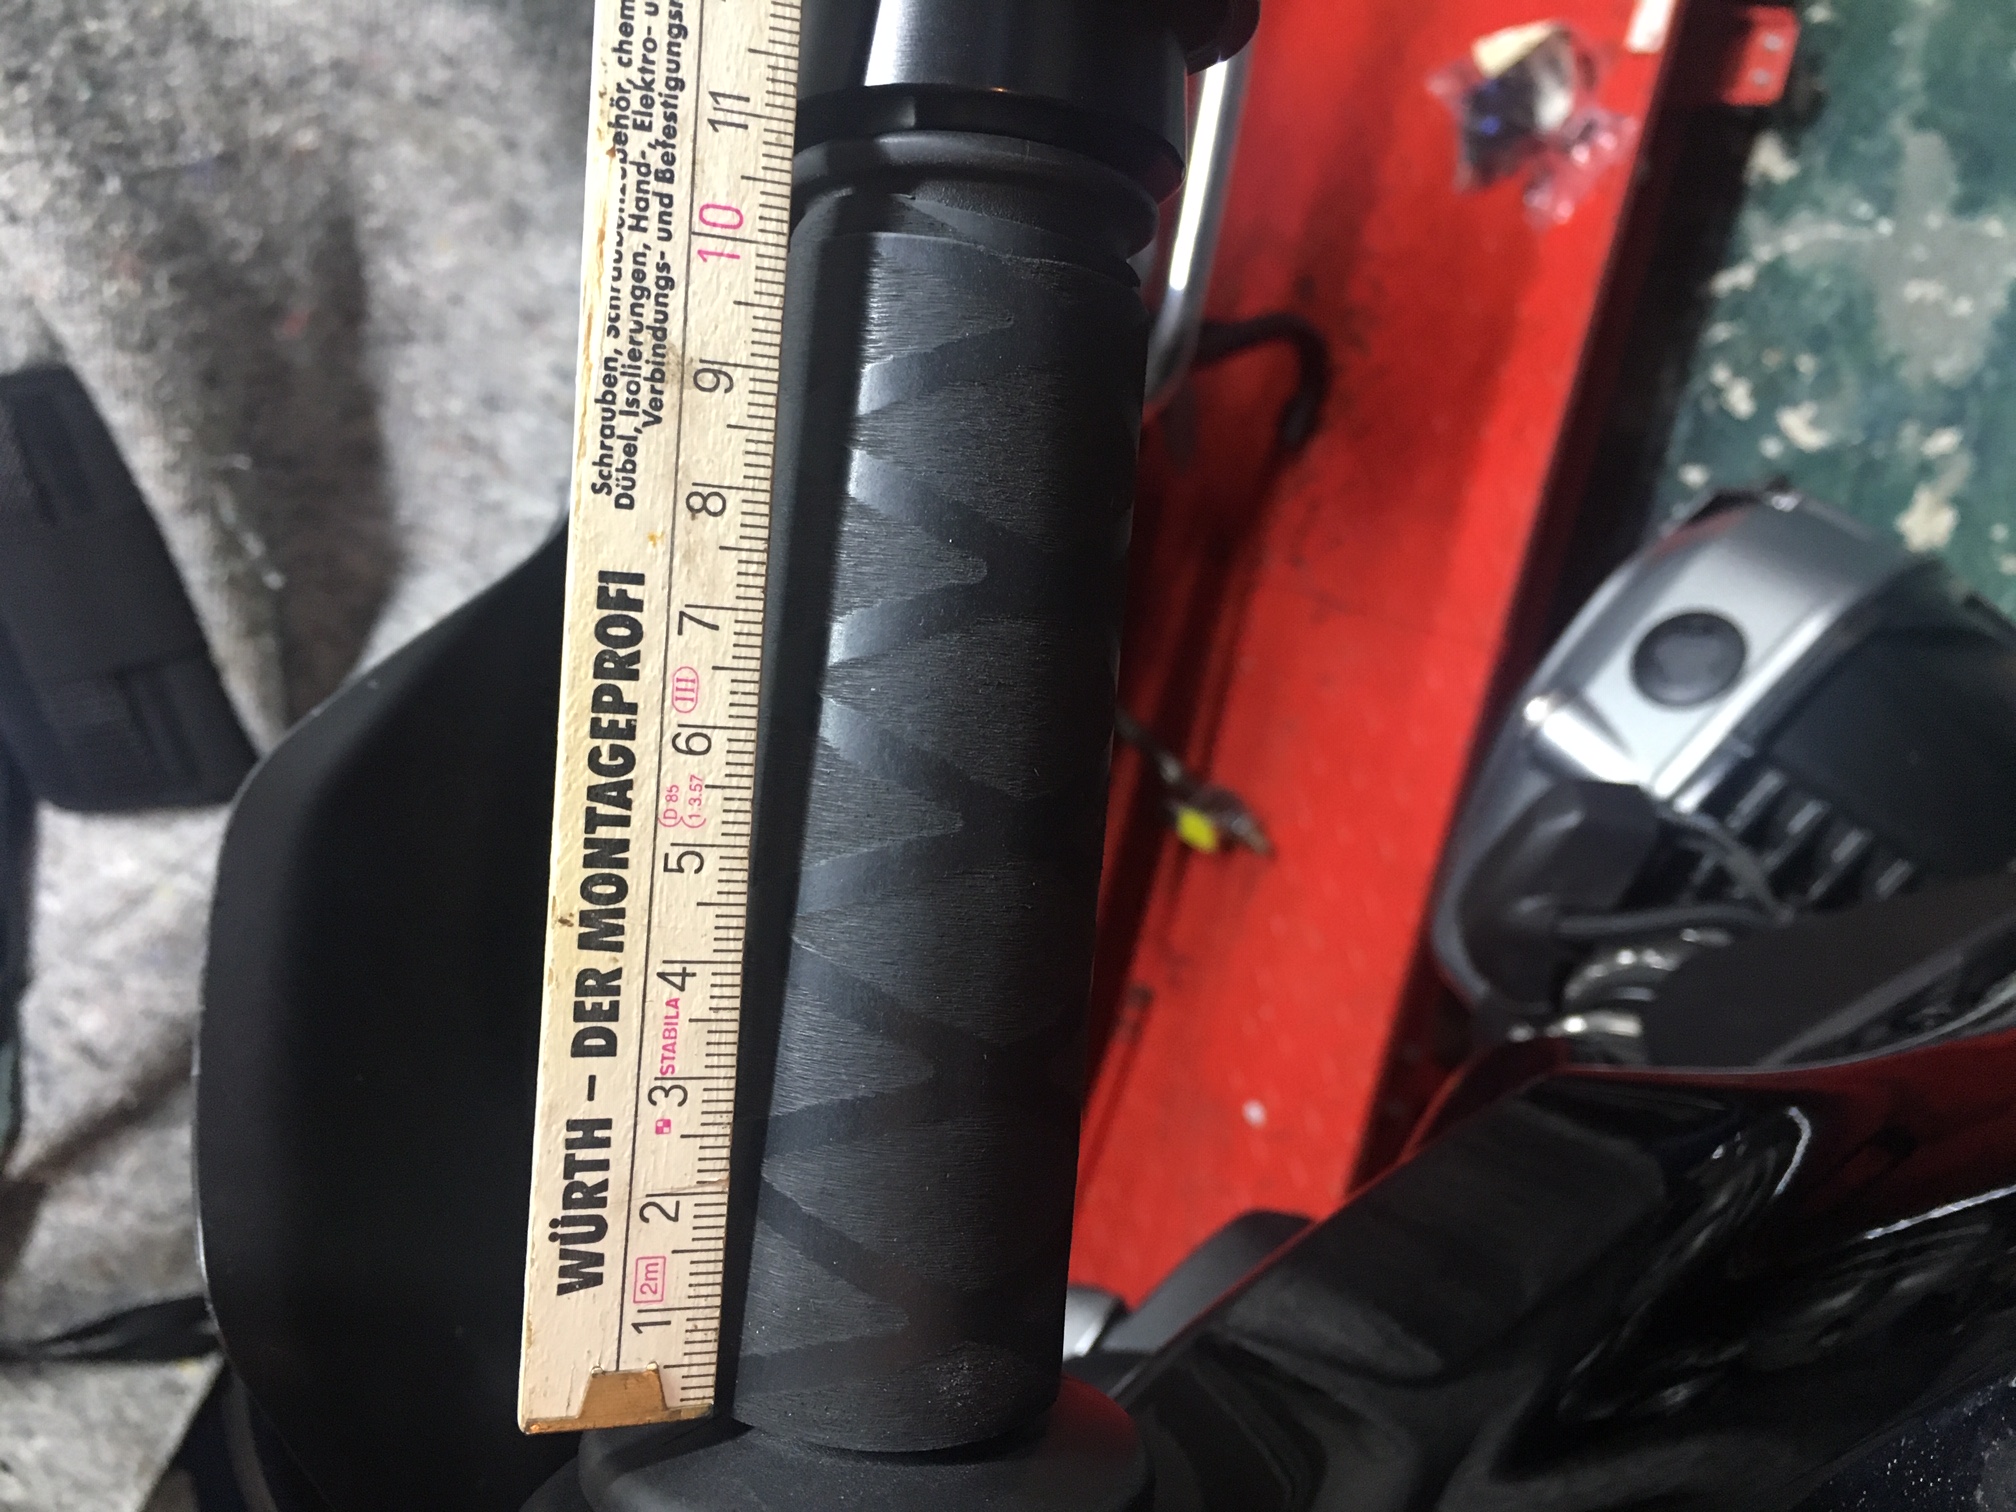 Schrauben,
Dübel, Isolierungen, Hand-, Elektro-
Verbindungs- und Befestigungs
WÜRTH – DER MONTAGEPROFI
1 2m 2 3 STABILA 4 5 D 85 1.3.57 6 III 7 8 9 10 11